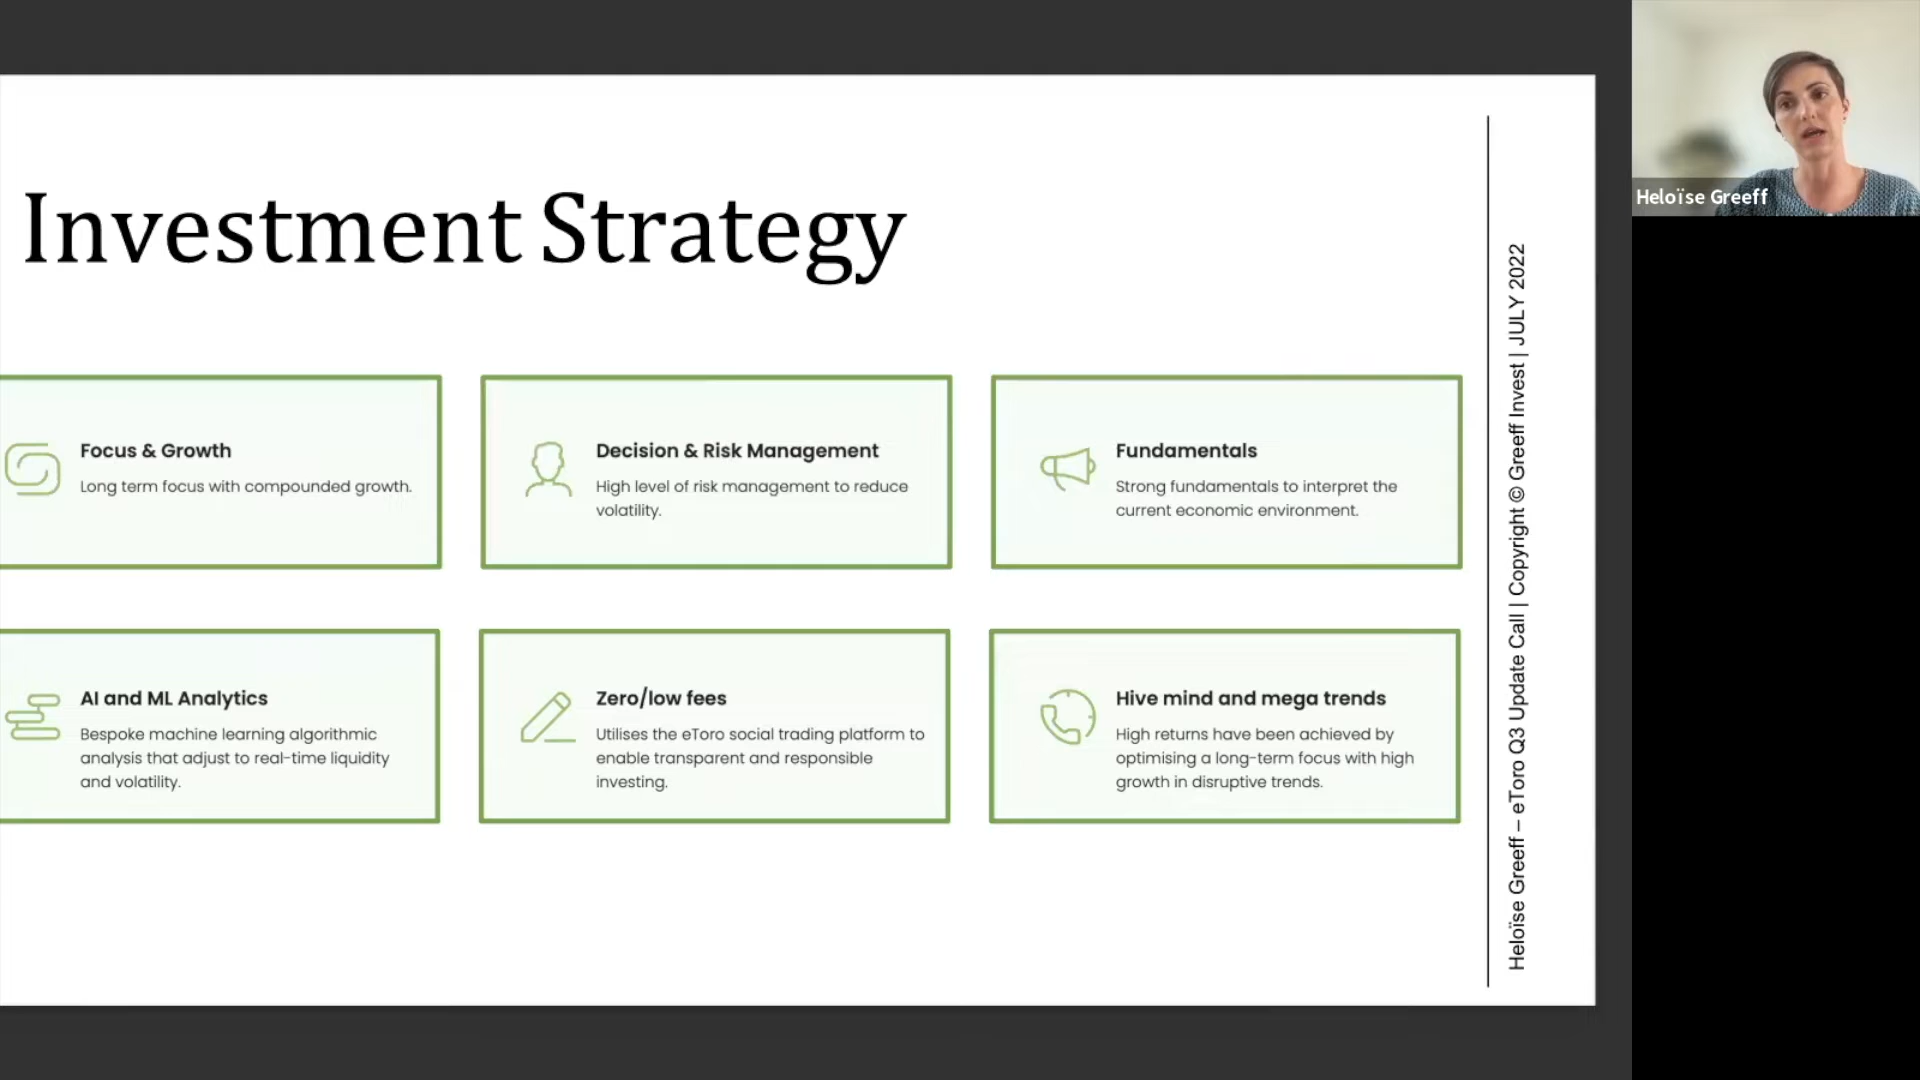 Investment Strategy
Focus & Growth
Long term focus with compounded growth.
Decision & Risk Management
High level of risk management to reduce
volatility.
Fundamentals
Strong fundamentals to interpret the
current economic environment.
AI and ML Analytics
Bespoke machine learning algorithmic
analysis that adjust to real-time liquidity
and volatility.
Zero/low fees
Utilises the eToro social trading platform to
enable transparent and responsible
investing.
Hive mind and mega trends
High returns have been achieved by
optimising a long-term focus with high
growth in disruptive trends.
Heloïse Greeff – eToro Q3 Update Call | Copyright © Greeff Invest | JULY 2022
Heloïse Greeff